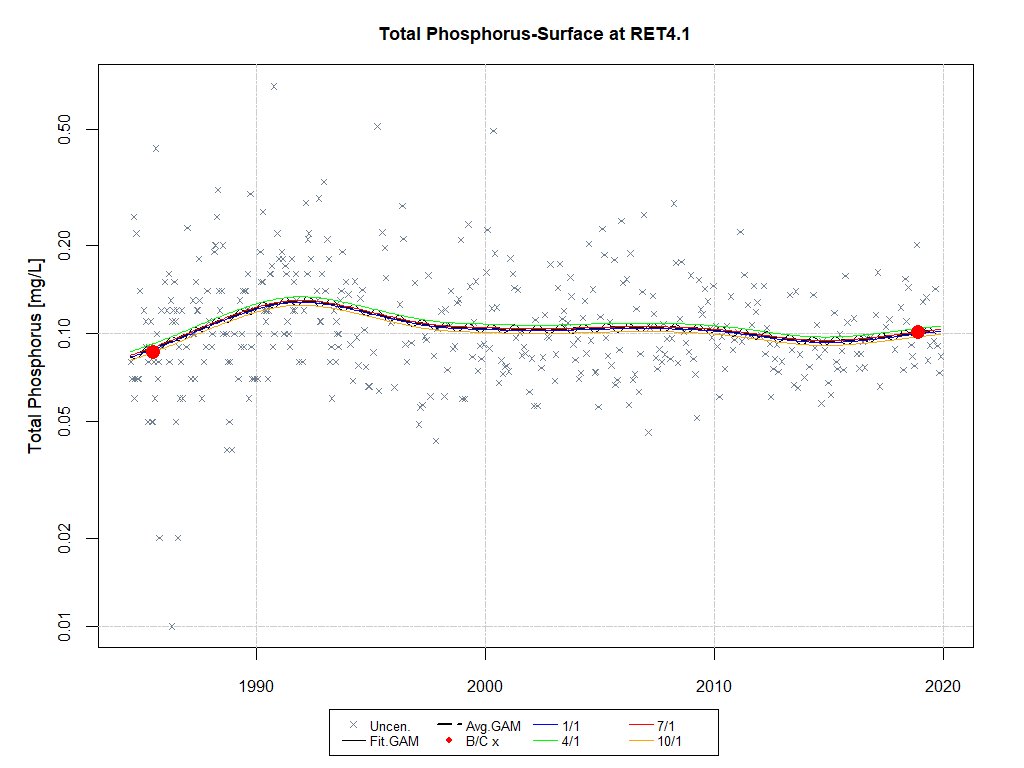 Total Phosphorus-Surface at RET4.1
Total Phosphorus [mg/L]
0.50
0.20
0.10
0.05
0.02
0.01
1990 2000 2010 2020
Uncen. Avg.GAM 1/1 7/1
Fit.GAM B/C x 4/1 10/1